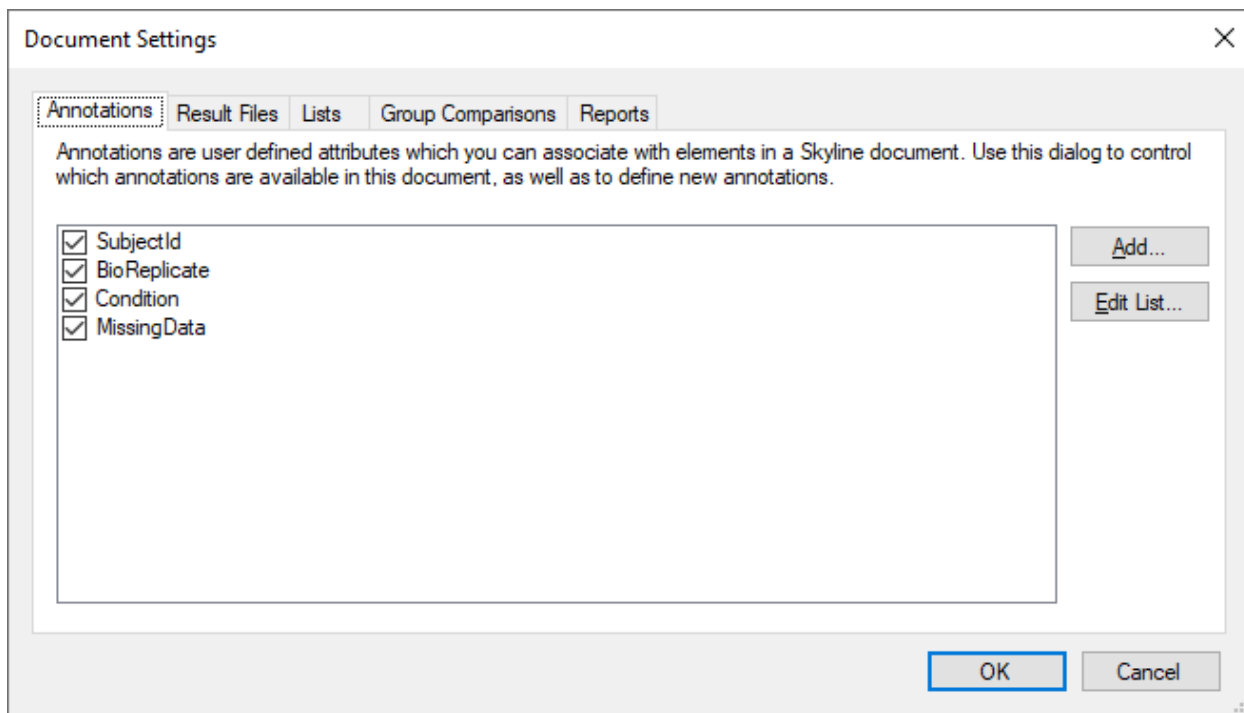 Document Settings
Annotations Result Files Lists Group Comparisons Reports
Annotations are user defined attributes which you can associate with elements in a Skyline document. Use this dialog to control
which annotations are available in this document, as well as to define new annotations.
SubjectId
BioReplicate
Condition
MissingData
Add...
Edit List...
OK Cancel